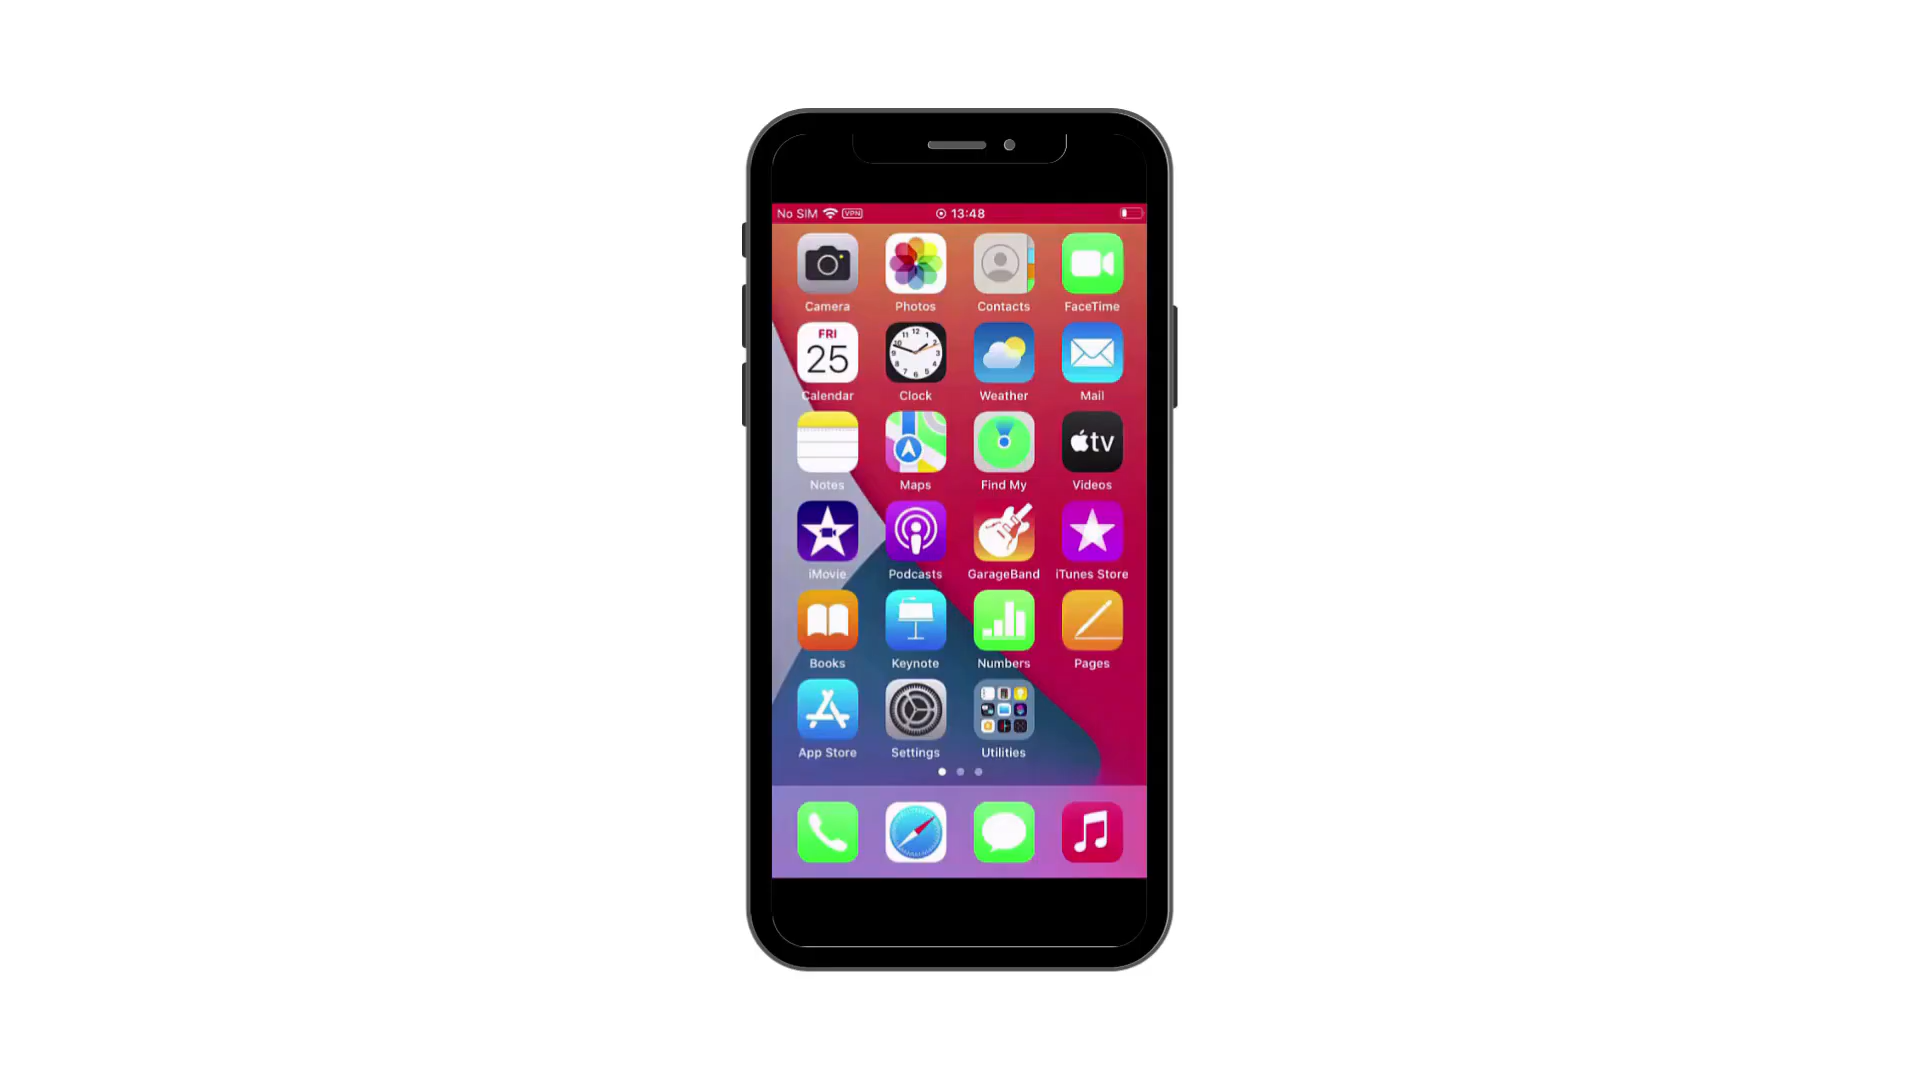 No SIM VPN 13:48
Camera Photos Contacts FaceTime
FRI
25
Calendar Clock Weather Mail
tv
Notes Maps Find My Videos
iMovie Podcasts GarageBand iTunes Store
Books Keynote Numbers Pages
App Store Settings Utilities